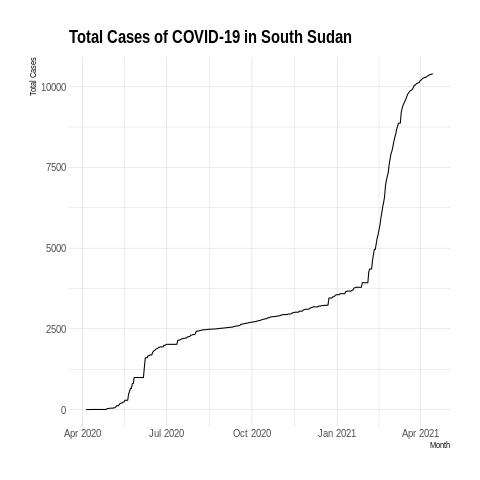 Total Cases of COVID-19 in South Sudan
Total Cases
10000
7500
5000
2500
0
Apr 2020 Jul 2020 Oct 2020 Jan 2021 Apr 2021
Month